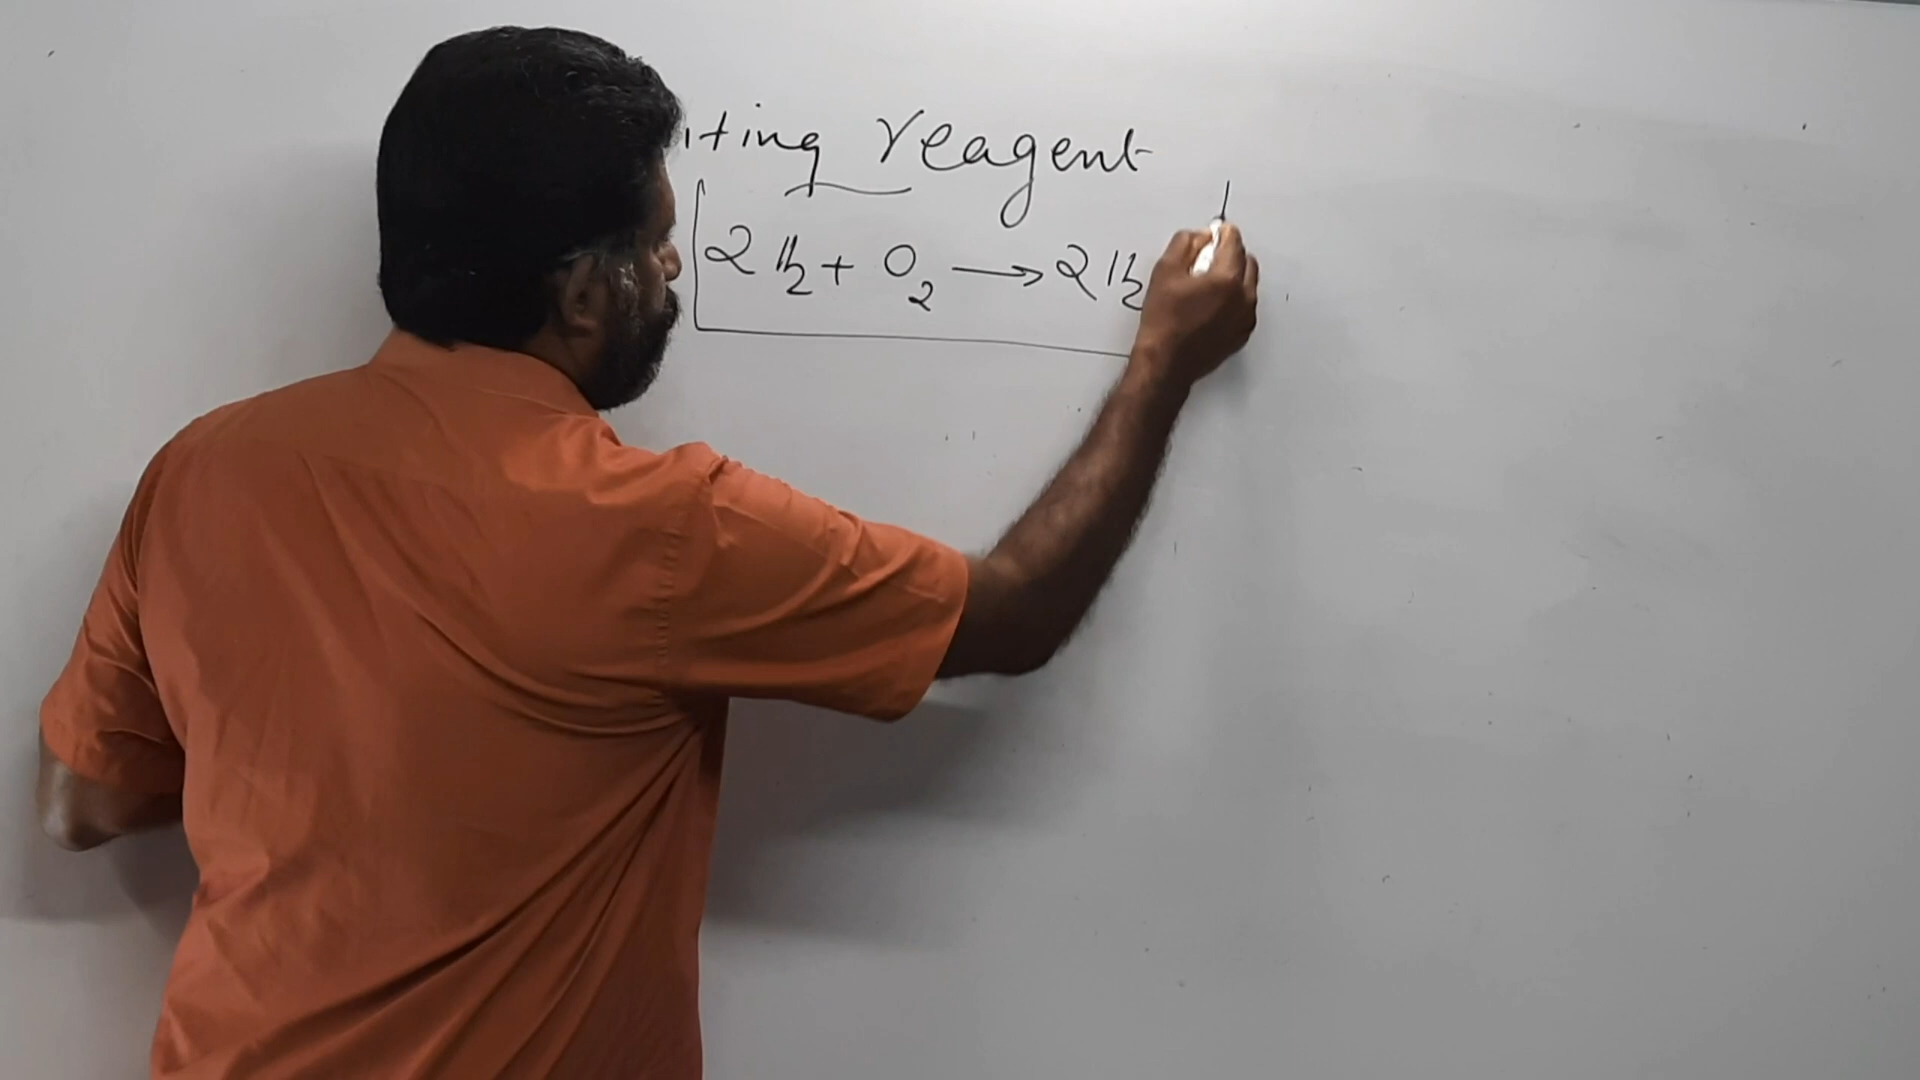 iting reagent
2H2 + O2 → 2H2